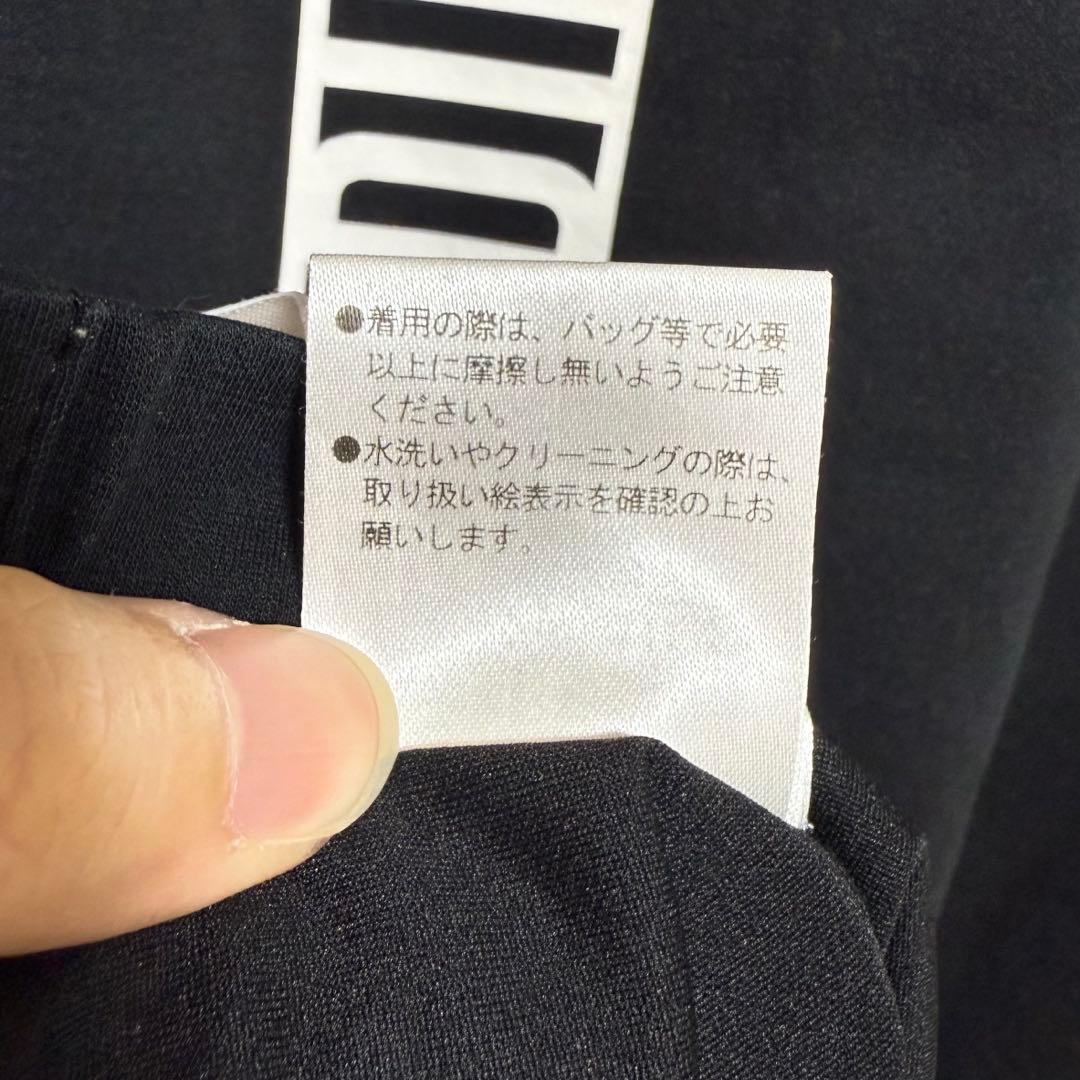 ●着用の際は、バッグ等で必要
以上に摩擦し無いようご注意
ください。
●水洗いやクリーニングの際は、
取り扱い絵表示を確認の上お
願いします。